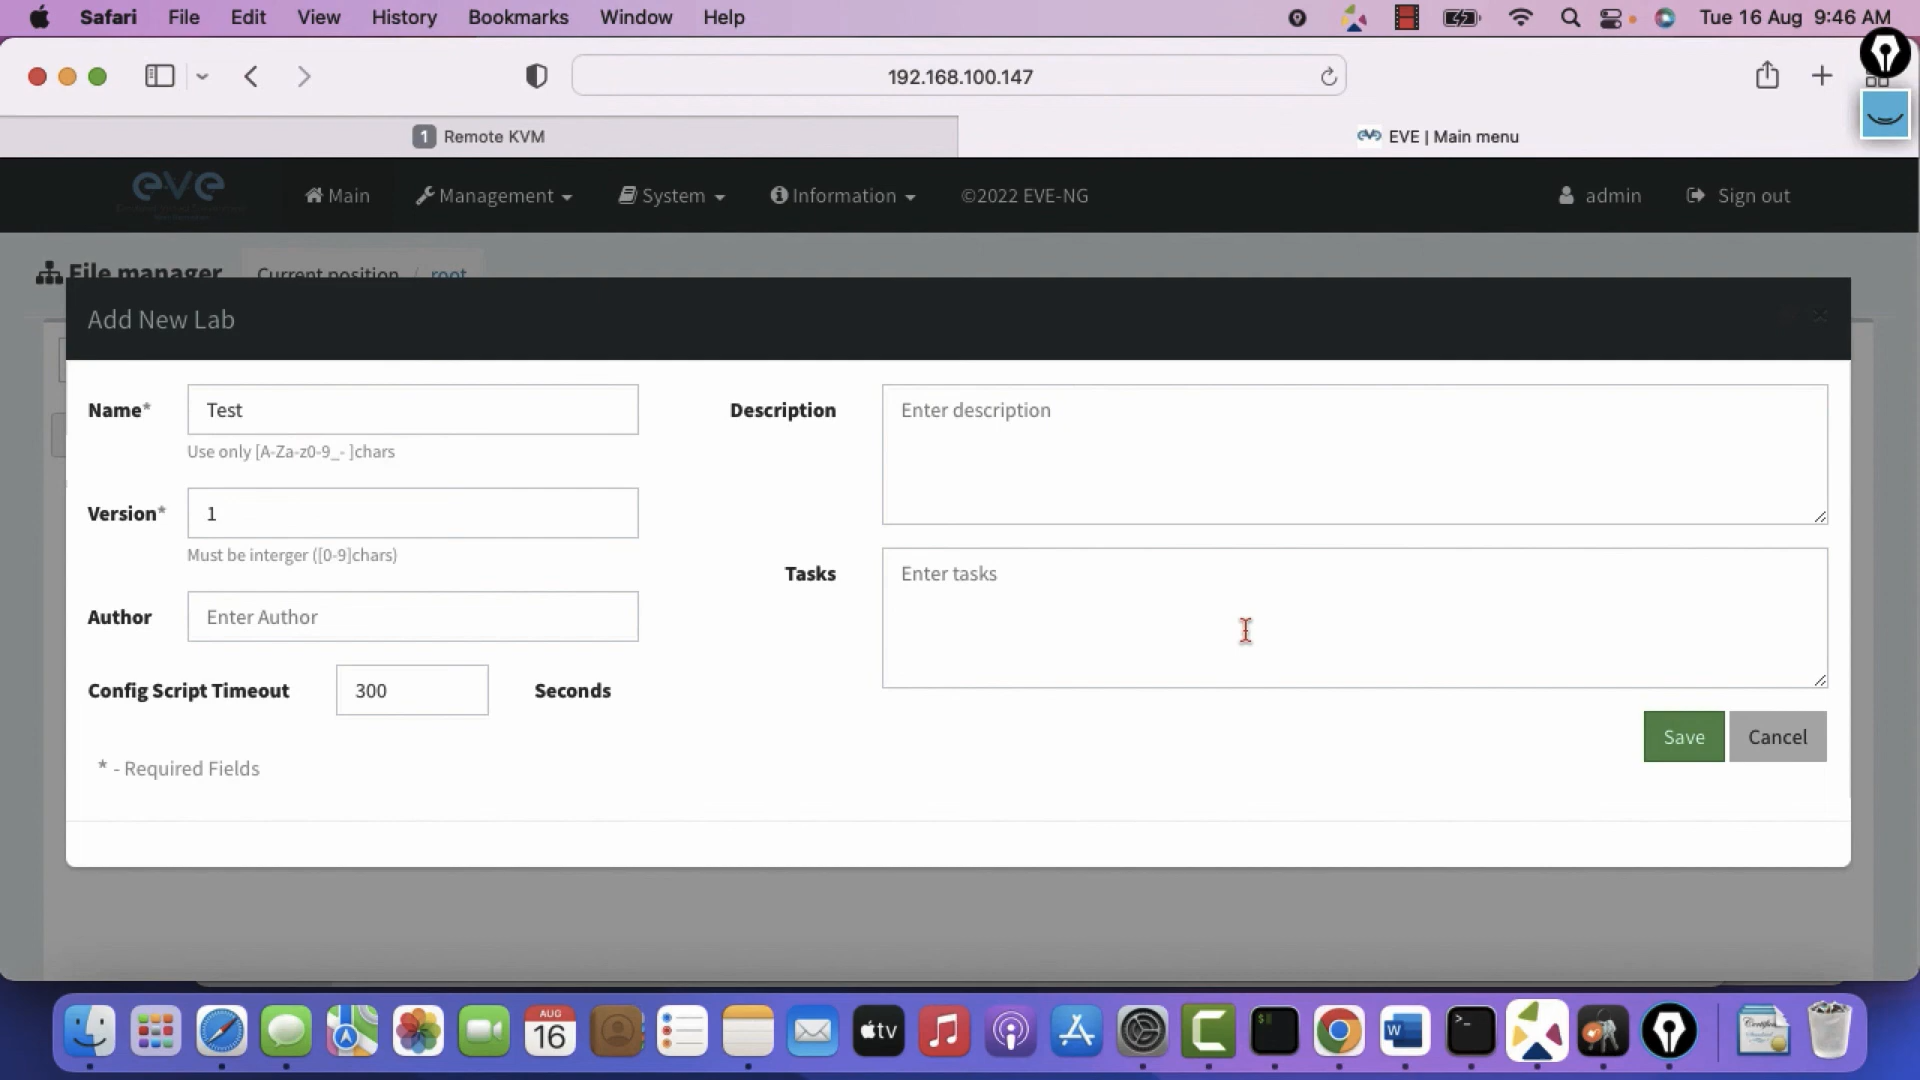 Safari File Edit View History Bookmarks Window Help Tue 16 Aug 9:46 AM
192.168.100.147
1 Remote KVM
EVE | Main menu
eve Main Management System Information ©2022 EVE-NG admin Sign out
File manager Current position / root
Add New Lab
Name* Test
Use only [A-Za-z0-9_- ]chars
Version* 1
Must be interger ([0-9]chars)
Author Enter Author
Config Script Timeout 300 Seconds
* - Required Fields
Description Enter description
Tasks Enter tasks
Save Cancel
AUG
16
tv
W